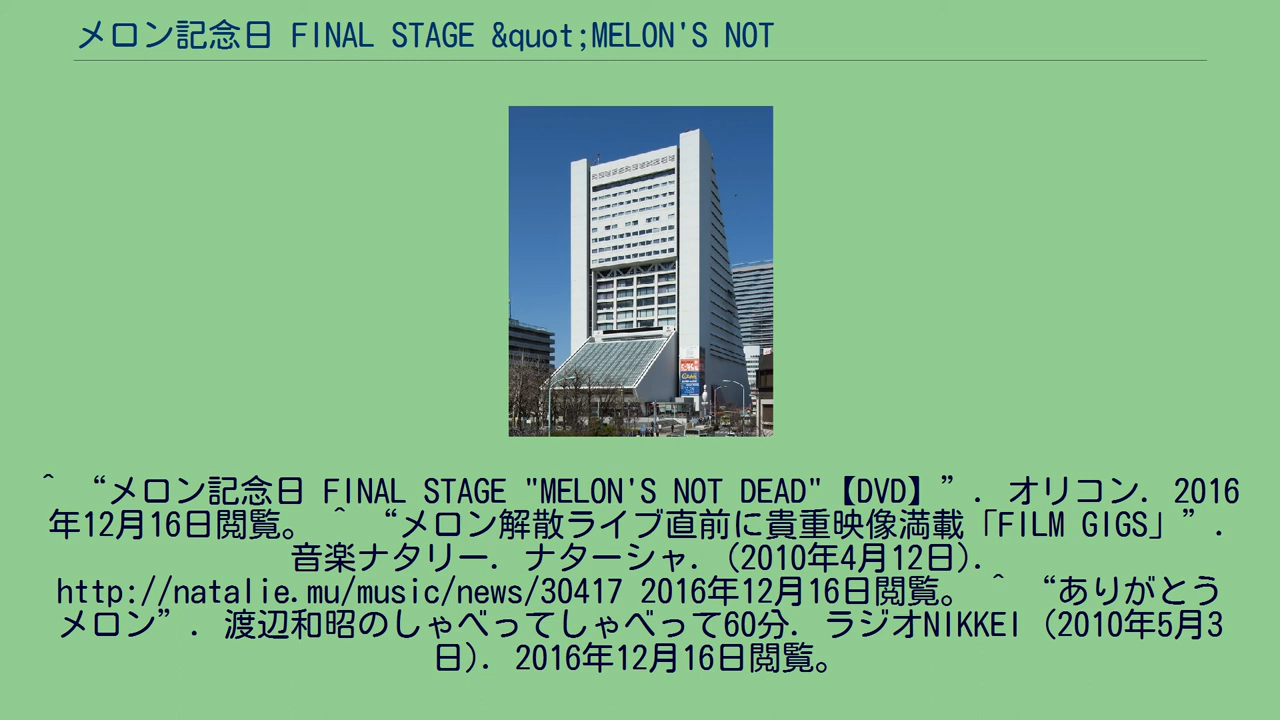 メロン記念日 FINAL STAGE &quot;MELON'S NOT
^ “メロン記念日 FINAL STAGE "MELON'S NOT DEAD"【DVD】”. オリコン. 2016
年12月16日閲覧。 ^ “メロン解散ライブ直前に貴重映像満載「FILM GIGS」”.
音楽ナタリー. ナターシャ. (2010年4月12日).
http://natalie.mu/music/news/30417 2016年12月16日閲覧。 ^ “ありがとう
メロン”. 渡辺和昭のしゃべってしゃべって60分. ラジオNIKKEI (2010年5月3
日). 2016年12月16日閲覧。